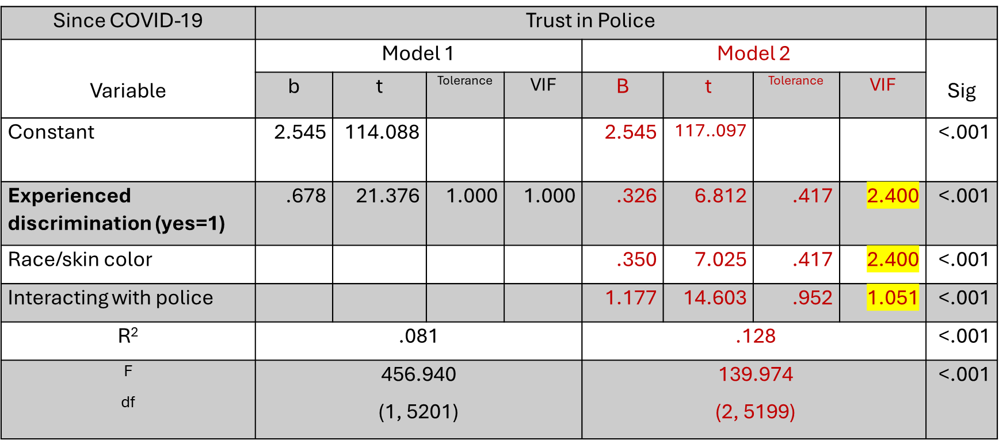 Since COVID-19 Trust in Police
Model 1 Model 2
Variable b t Tolerance VIF B t Tolerance VIF Sig
Constant 2.545 114.088 2.545 117..097 <.001
Experienced .678 21.376 1.000 1.000 .326 6.812 .417 2.400 <.001
discrimination (yes=1)
Race/skin color .350 7.025 .417 2.400 <.001
Interacting with police 1.177 14.603 .952 1.051 <.001
R² .081 .128 <.001
F 456.940 139.974 <.001
df (1, 5201) (2, 5199)